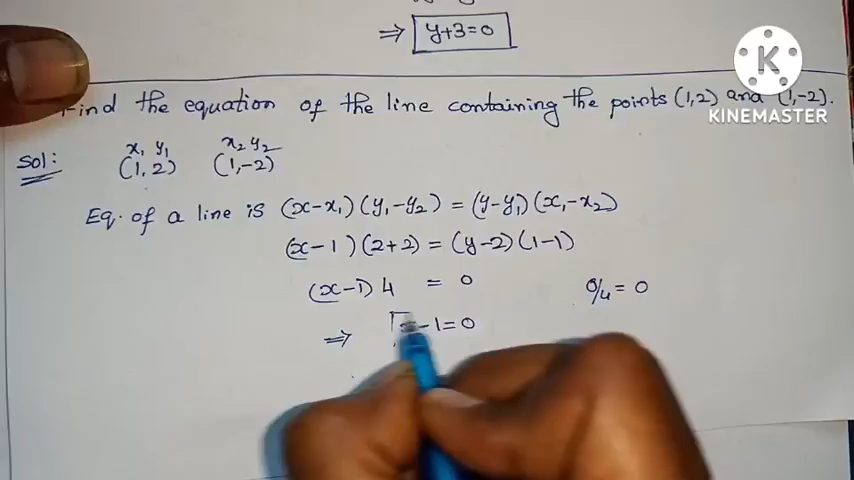 ⇒ y+3=0
Find the equation of the line containing the points (1,2) and (1,-2).
K
KINEMASTER
Sol: x₁ y₁ x₂ y₂
(1, 2) (1,-2)
Eq. of a line is (x-x₁)(y₁-y₂) = (y-y₁)(x₁-x₂)
(x-1)(2+2) = (y-2)(1-1)
(x-1) 4 = 0 0/4 = 0
⇒ -1=0